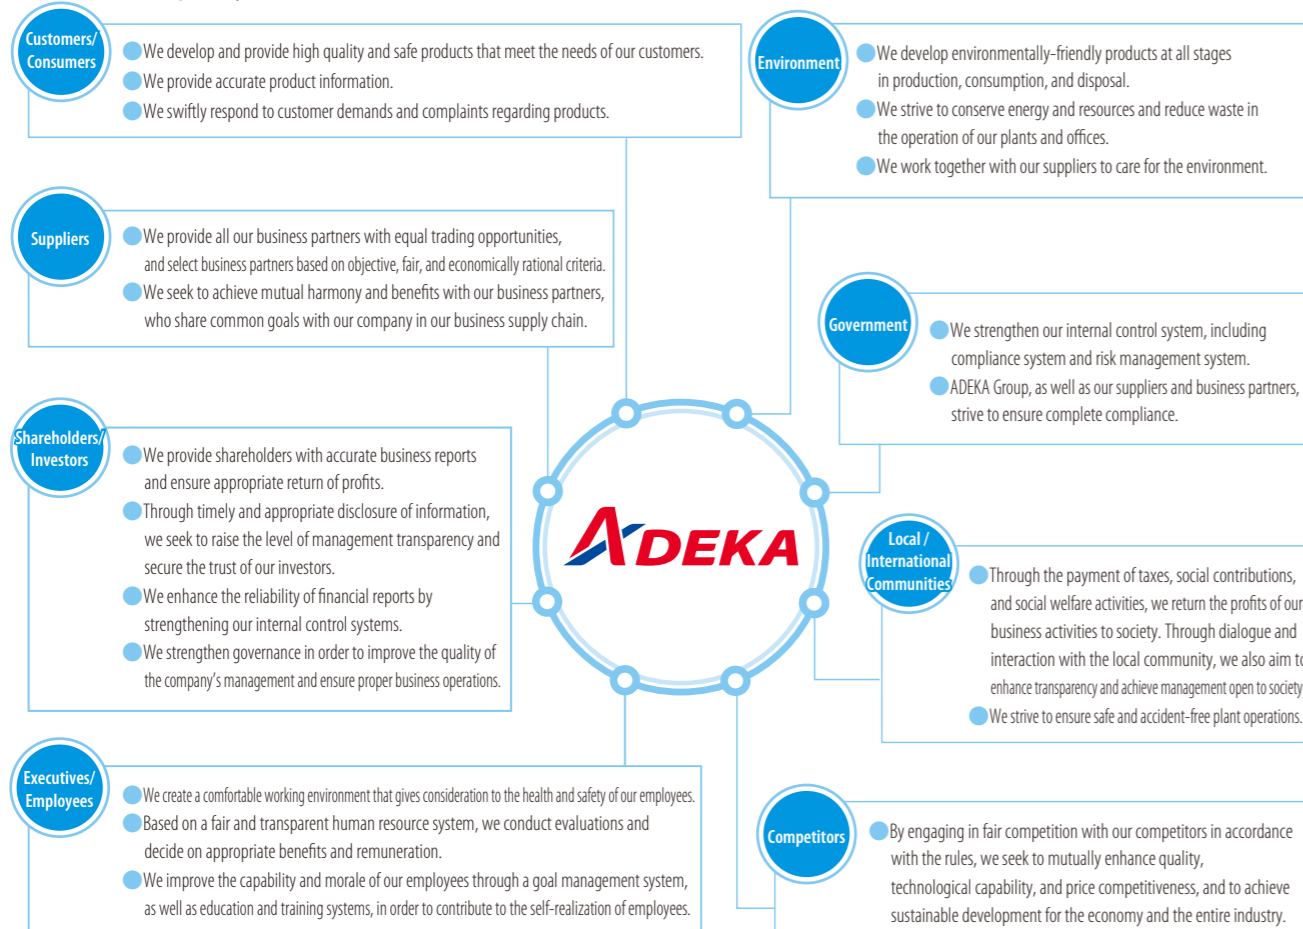 Customers/
Consumers
We develop and provide high quality and safe products that meet the needs of our customers.
We provide accurate product information.
We swiftly respond to customer demands and complaints regarding products.
Environment
We develop environmentally-friendly products at all stages
in production, consumption, and disposal.
We strive to conserve energy and resources and reduce waste in
the operation of our plants and offices.
We work together with our suppliers to care for the environment.
Suppliers
We provide all our business partners with equal trading opportunities,
and select business partners based on objective, fair, and economically rational criteria.
We seek to achieve mutual harmony and benefits with our business partners,
who share common goals with our company in our business supply chain.
Government
We strengthen our internal control system, including
compliance system and risk management system.
ADEKA Group, as well as our suppliers and business partners,
strive to ensure complete compliance.
Shareholders/
Investors
We provide shareholders with accurate business reports
and ensure appropriate return of profits.
Through timely and appropriate disclosure of information,
we seek to raise the level of management transparency and
secure the trust of our investors.
We enhance the reliability of financial reports by
strengthening our internal control systems.
We strengthen governance in order to improve the quality of
the company's management and ensure proper business operations.
ADEKA
Local /
International
Communities
Through the payment of taxes, social contributions,
and social welfare activities, we return the profits of our
business activities to society. Through dialogue and
interaction with the local community, we also aim to
enhance transparency and achieve management open to society
We strive to ensure safe and accident-free plant operations.
Executives/
Employees
We create a comfortable working environment that gives consideration to the health and safety of our employees.
Based on a fair and transparent human resource system, we conduct evaluations and
decide on appropriate benefits and remuneration.
We improve the capability and morale of our employees through a goal management system,
as well as education and training systems, in order to contribute to the self-realization of employees.
Competitors
By engaging in fair competition with our competitors in accordance
with the rules, we seek to mutually enhance quality,
technological capability, and price competitiveness, and to achieve
sustainable development for the economy and the entire industry.